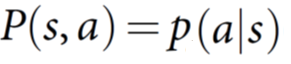 P(s, a) = p(a|s)